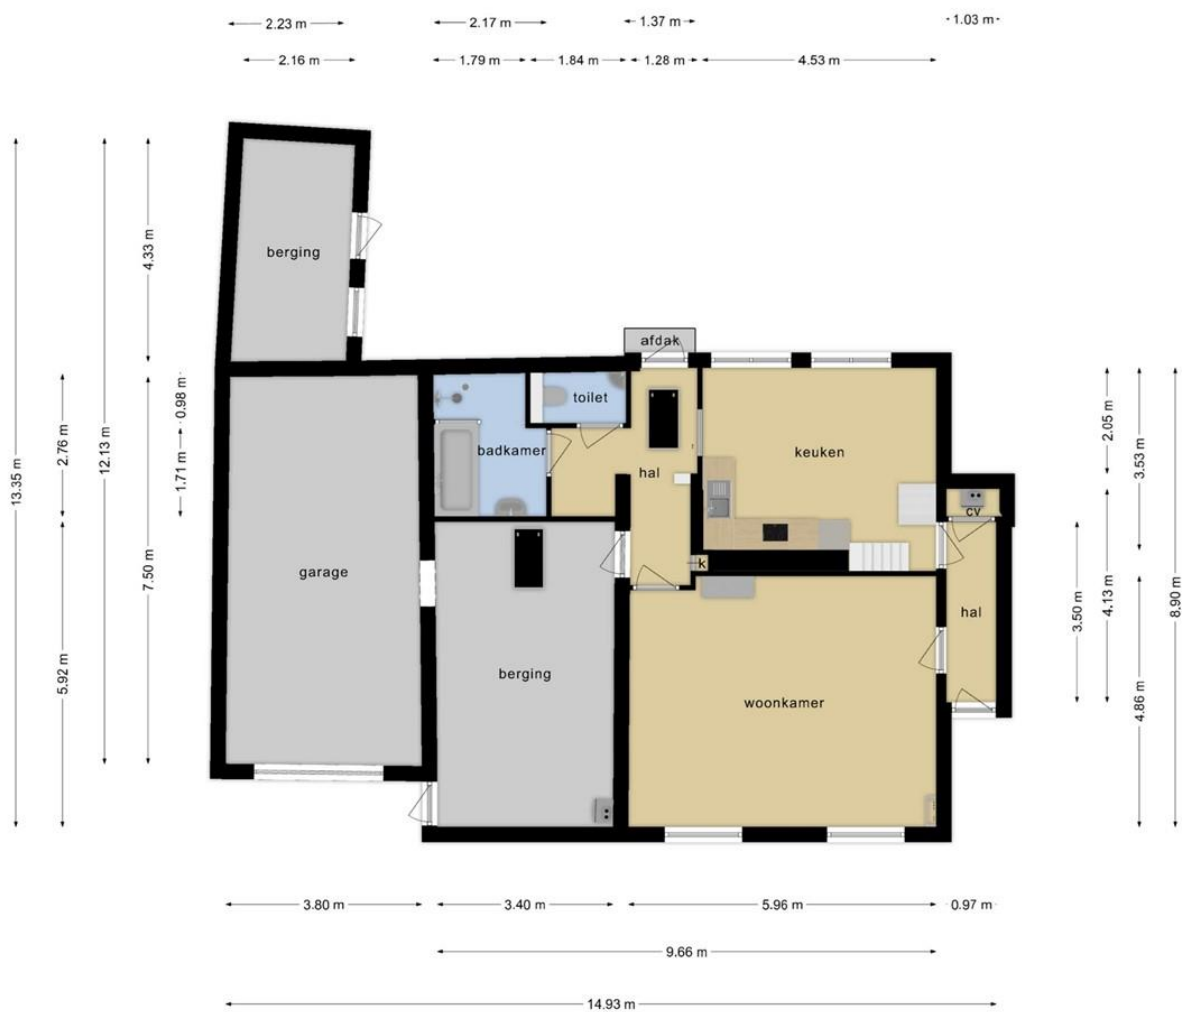 2.23 m
2.17 m
1.37 m
1.03 m
2.16 m
1.79 m
1.84 m
1.28 m
4.53 m
berging
4.33 m
afdak
0.98 m
toilet
2.76 m
12.13 m
13.35 m
1.71 m
badkamer
hal
keuken
2.05 m
3.53 m
cv
garage
7.50 m
k
hal
3.50 m
4.13 m
8.90 m
5.92 m
berging
woonkamer
4.86 m
3.80 m
3.40 m
5.96 m
0.97 m
9.66 m
14.93 m